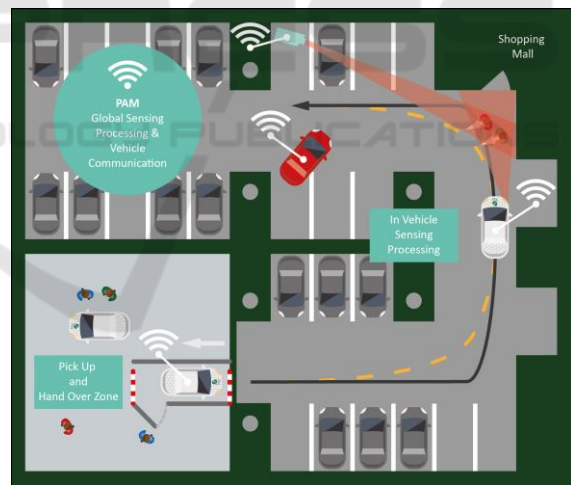 Shopping
Mall
PAM
Global Sensing
Processing &
Vehicle
Communication
In Vehicle
Sensing
Processing
Pick Up
and
Hand Over Zone